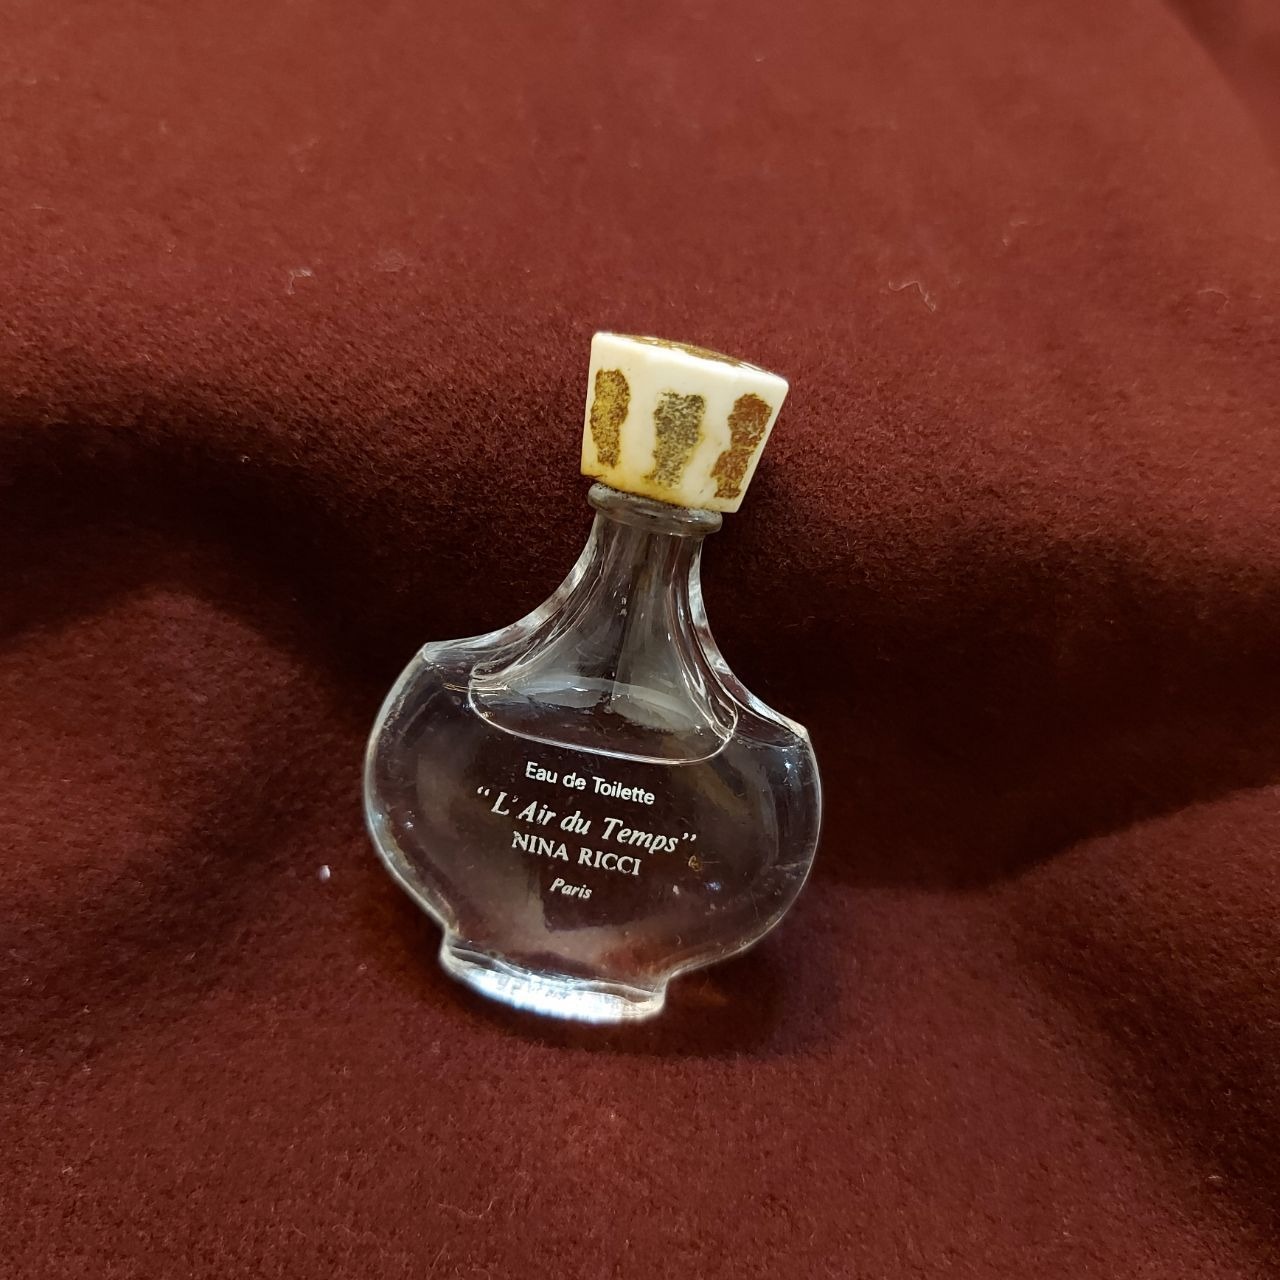 Eau de Toilette
“L'Air du Temps”
NINA RICCI
Paris